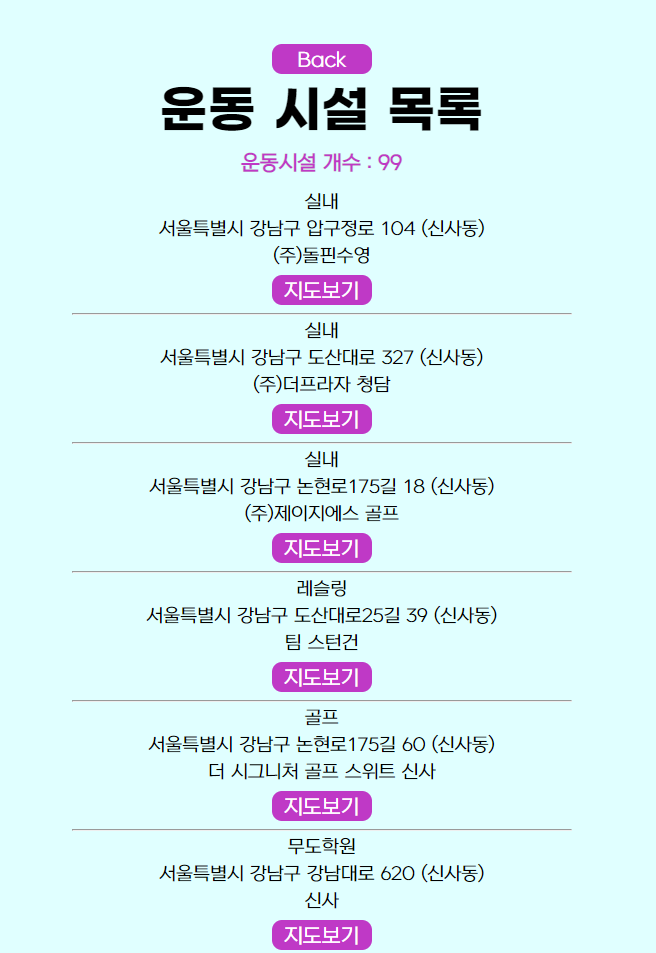 Back
운동 시설 목록
운동시설 개수 : 99
실내
서울특별시 강남구 압구정로 104 (신사동)
(주)돌핀수영
지도보기
실내
서울특별시 강남구 도산대로 327 (신사동)
(주)더프라자 청담
지도보기
실내
서울특별시 강남구 논현로175길 18 (신사동)
(주)제이지에스 골프
지도보기
레슬링
서울특별시 강남구 도산대로25길 39 (신사동)
팀 스턴건
지도보기
골프
서울특별시 강남구 논현로175길 60 (신사동)
더 시그니처 골프 스위트 신사
지도보기
무도학원
서울특별시 강남구 강남대로 620 (신사동)
신사
지도보기